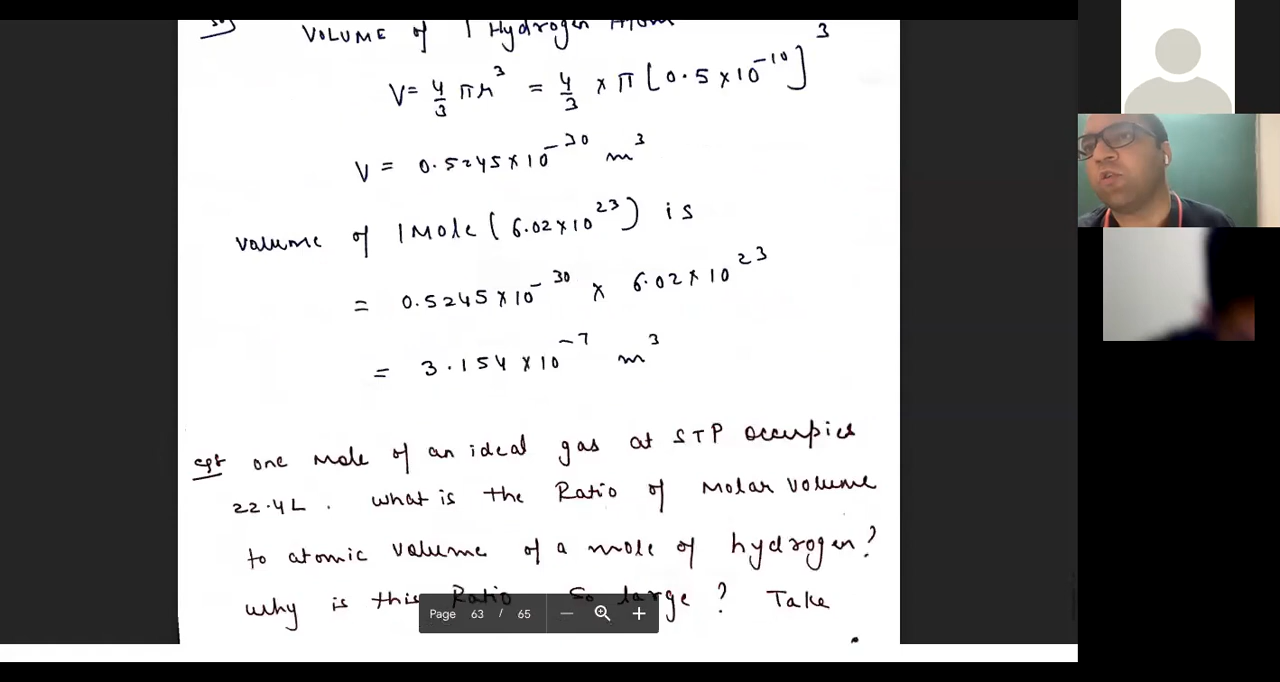 VOLUME of 1 Hydrogen Atom
V = 4/3 πr³ = 4/3 × π [0.5 × 10⁻¹⁰]³
V = 0.5245 × 10⁻³⁰ m³
volume of 1 Mole (6.02 × 10²³) is
= 0.5245 × 10⁻³⁰ × 6.02 × 10²³
= 3.154 × 10⁻⁷ m³
one Mole of an ideal gas at STP occupies
22.4L. what is the Ratio of Molar volume
to atomic volume of a mole of hydrogen?
why is this Ratio so large? Take
Page 63 / 65